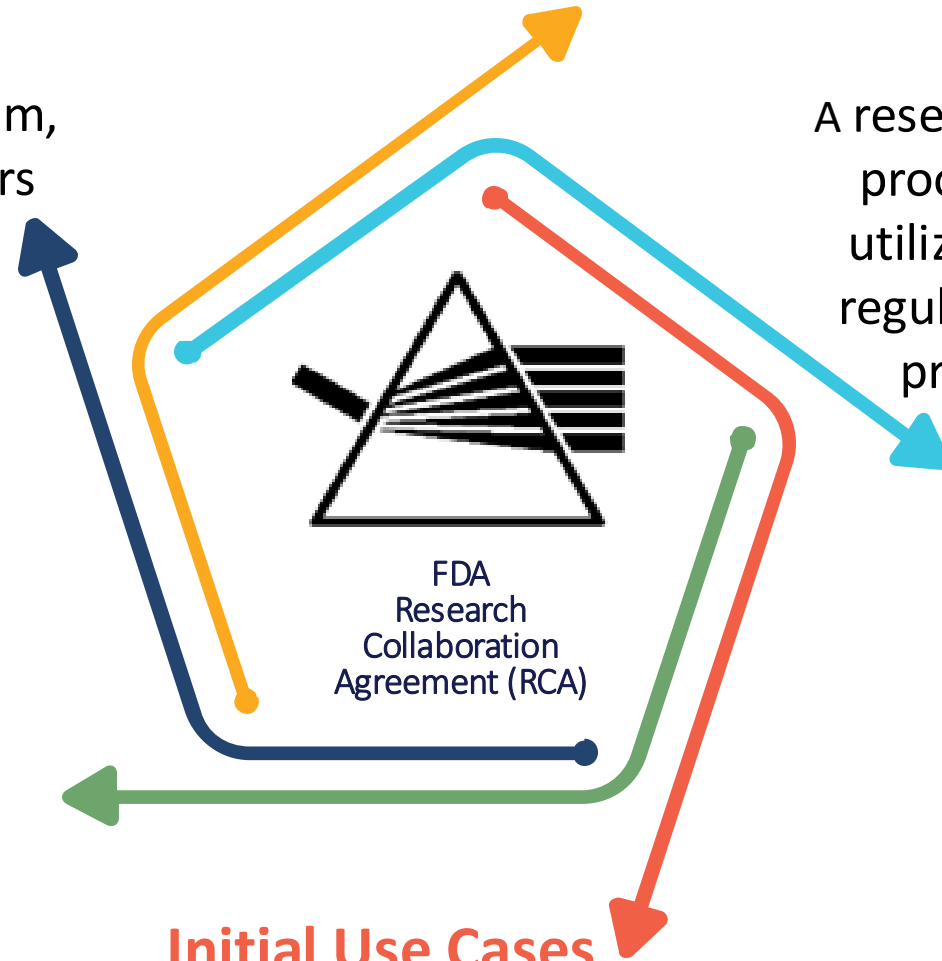 m,
rs
A rese
proc
utiliz
regul
pr
FDA
Research
Collaboration
Agreement (RCA)
Initial Use Cases